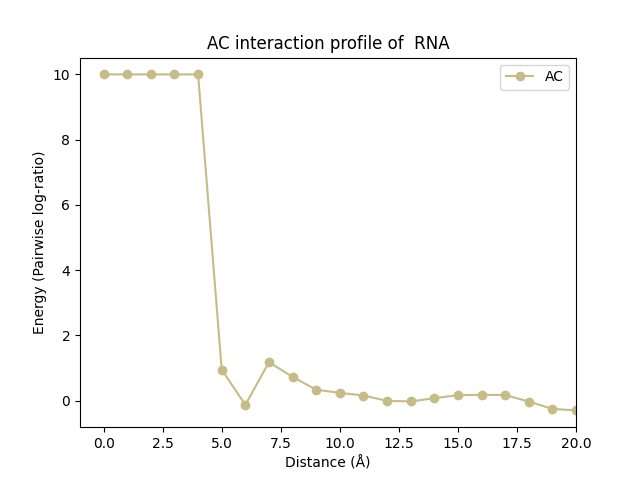 AC interaction profile of  RNA
AC
10
8
6
4
2
0
Energy (Pairwise log-ratio)
0.0 2.5 5.0 7.5 10.0 12.5 15.0 17.5 20.0
Distance (Å)